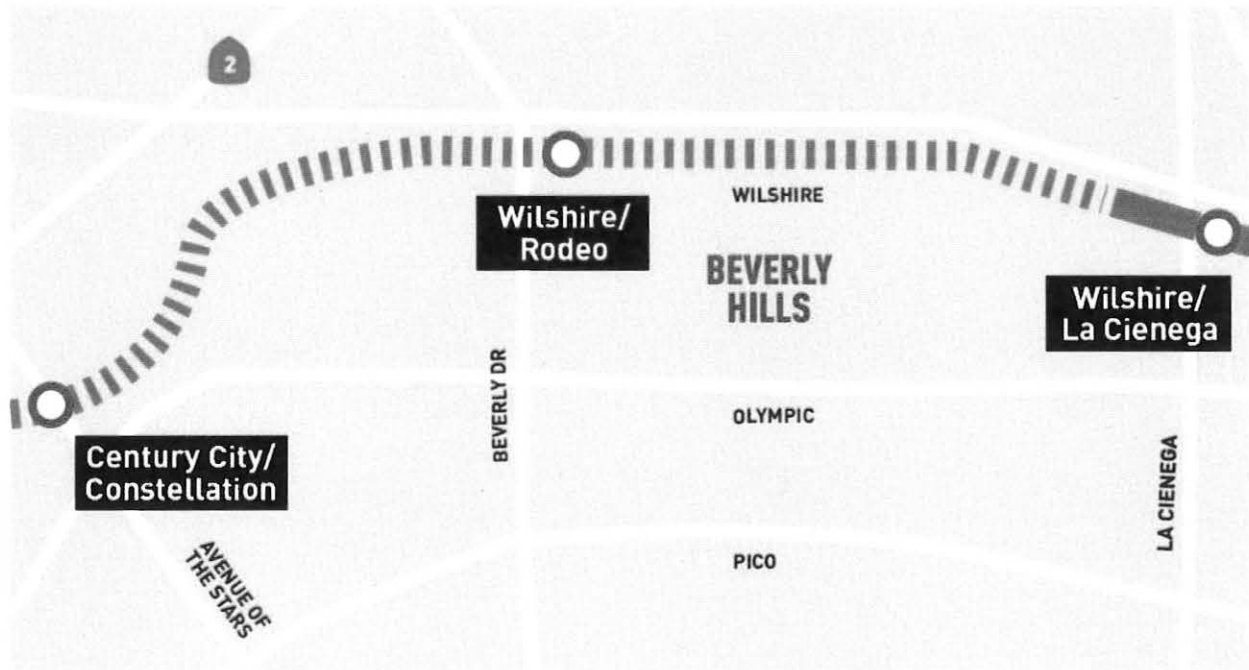 2
WILSHIRE
Wilshire/
Rodeo
BEVERLY
HILLS
Wilshire/
La Cienega
BEVERLY DR
OLYMPIC
Century City/
Constellation
LA CIENEGA
AVENUE OF
THE STARS
PICO